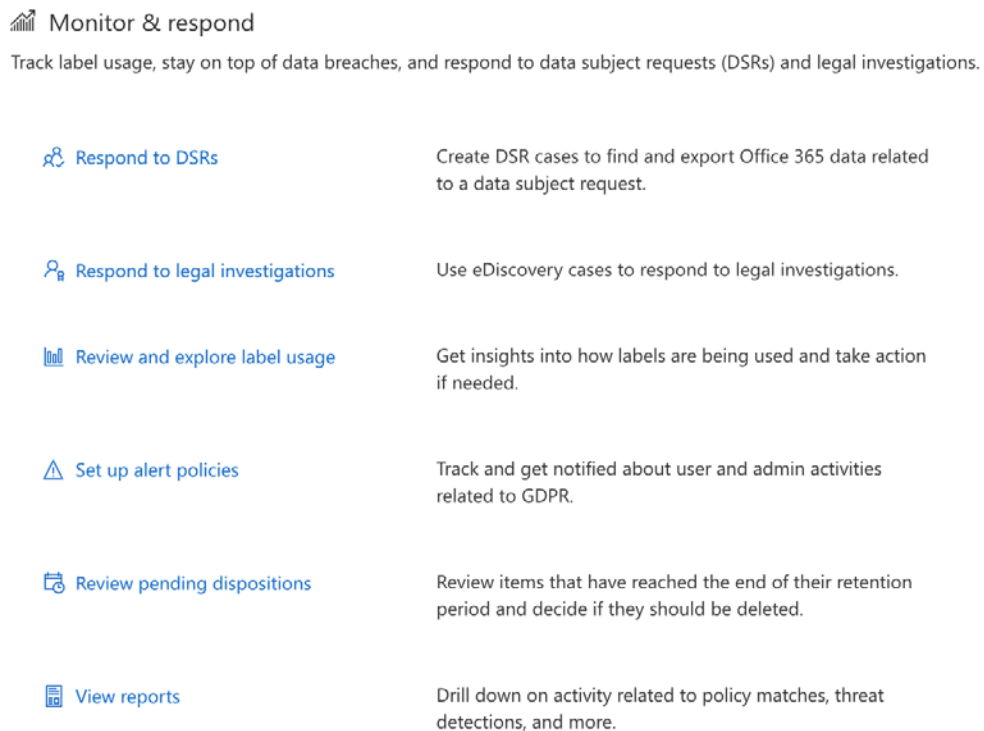 Monitor & respond
Track label usage, stay on top of data breaches, and respond to data subject requests (DSRs) and legal investigations.
Respond to DSRs
Create DSR cases to find and export Office 365 data related
to a data subject request.
Respond to legal investigations
Use eDiscovery cases to respond to legal investigations.
Review and explore label usage
Get insights into how labels are being used and take action
if needed.
Set up alert policies
Track and get notified about user and admin activities
related to GDPR.
Review pending dispositions
Review items that have reached the end of their retention
period and decide if they should be deleted.
View reports
Drill down on activity related to policy matches, threat
detections, and more.